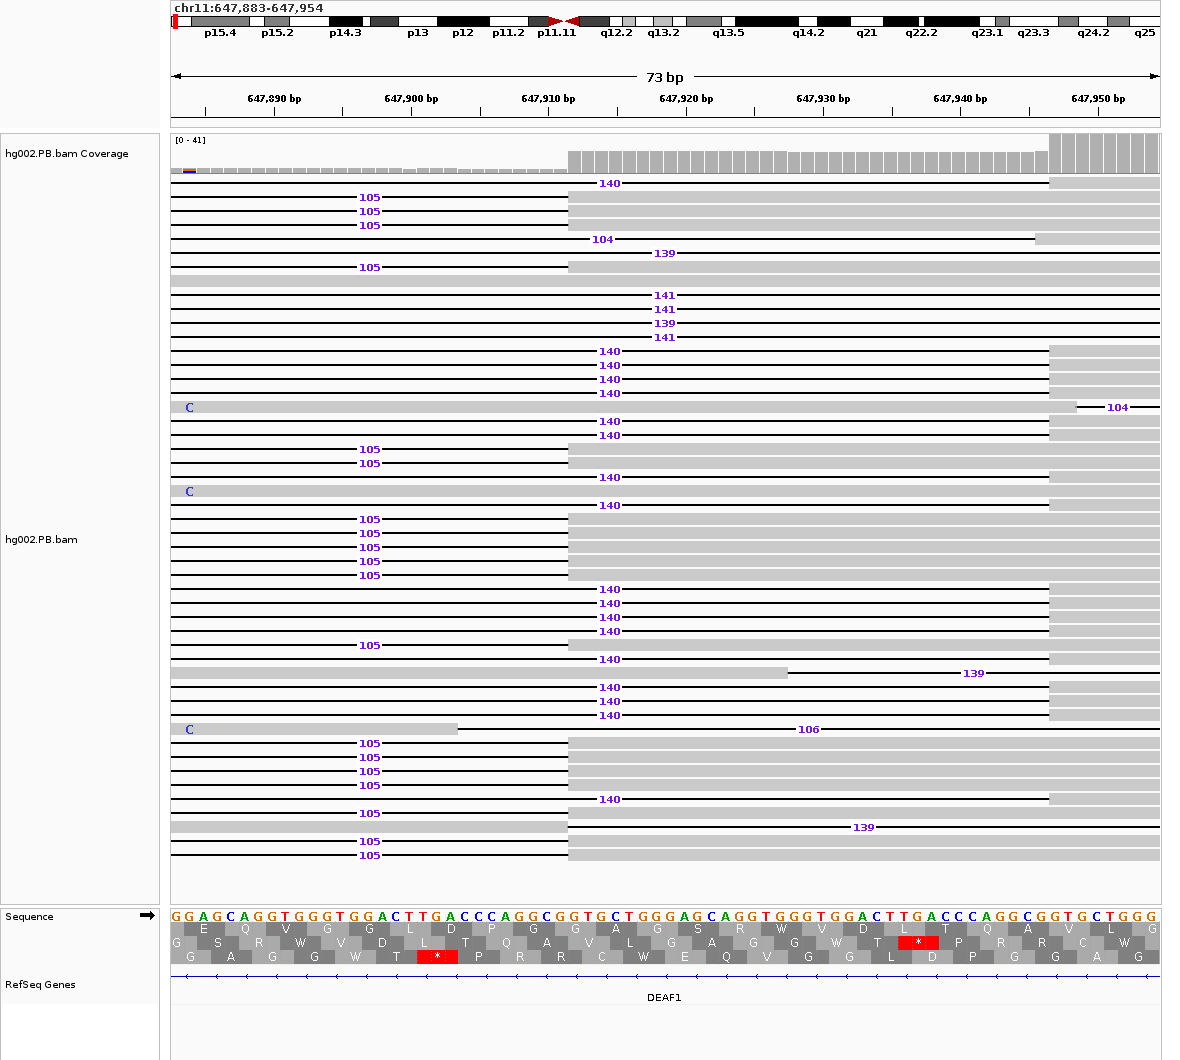 chr11:647,883-647,954
p15.4 p15.2 p14.3 p13 p12 p11.2 p11.11 q12.2 q13.2 q13.5 q14.2 q21 q22.2 q23.1 q23.3 q24.2 q25
73 bp
647,890 bp 647,900 bp 647,910 bp 647,920 bp 647,930 bp 647,940 bp 647,950 bp
[0 - 41]
hg002.PB.bam Coverage
140
105
105
105
104
139
105
141
141
139
141
140
140
140
140
C 104
140
140
105
105
140
C
140
105
105
hg002.PB.bam
105
105
105
140
140
140
140
105
140
139
140
140
140
C 106
105
105
105
105
140
105
139
105
105
Sequence GGAGCAGGTGGGTGGACTTGACCCAGGCGGTGCTGGGAGCAGGTGGGTGGACTTGACCCAGGCGGTGCTGGG
E Q V G G L D P G G A G S R W V D L T Q A V L G
G S R W V D L T Q A V L G A G G W T * P R R C W
G A G G W T * P R R C W E Q V G G L D P G G A G
RefSeq Genes
DEAF1